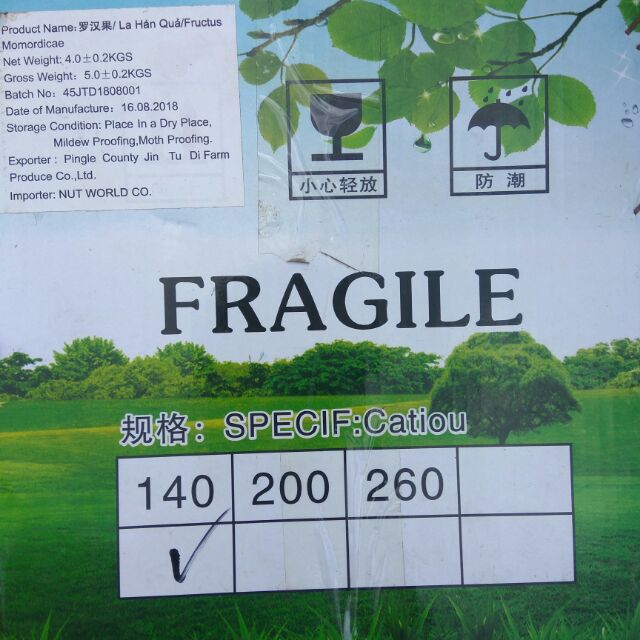 Product Name: 罗汉果/ La Hán Quả/Fructus
Momordicae
Net Weight: 4.0±0.2KGS
Gross Weight: 5.0±0.2KGS
Batch No: 45JTD1808001
Date of Manufacture: 16.08.2018
Storage Condition: Place In a Dry Place,
Mildew Proofing,Moth Proofing.
Exporter : Pingle County Jin Tu Di Farm
Produce Co.,Ltd.
Importer: NUT WORLD CO.
小心轻放
防潮
FRAGILE
规格: SPECIF:Catiou
140 200 260